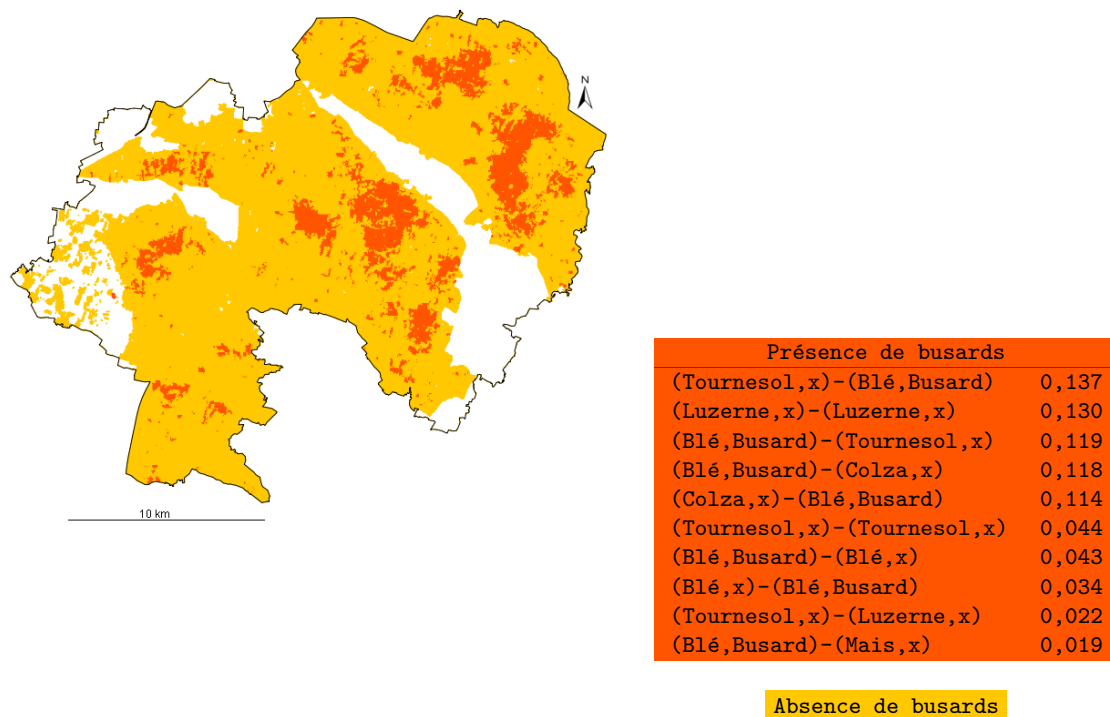 N
10 km
Présence de busards
(Tournesol,x)-(Blé,Busard) 0,137
(Luzerne,x)-(Luzerne,x) 0,130
(Blé,Busard)-(Tournesol,x) 0,119
(Blé,Busard)-(Colza,x) 0,118
(Colza,x)-(Blé,Busard) 0,114
(Tournesol,x)-(Tournesol,x) 0,044
(Blé,Busard)-(Blé,x) 0,043
(Blé,x)-(Blé,Busard) 0,034
(Tournesol,x)-(Luzerne,x) 0,022
(Blé,Busard)-(Mais,x) 0,019
Absence de busards